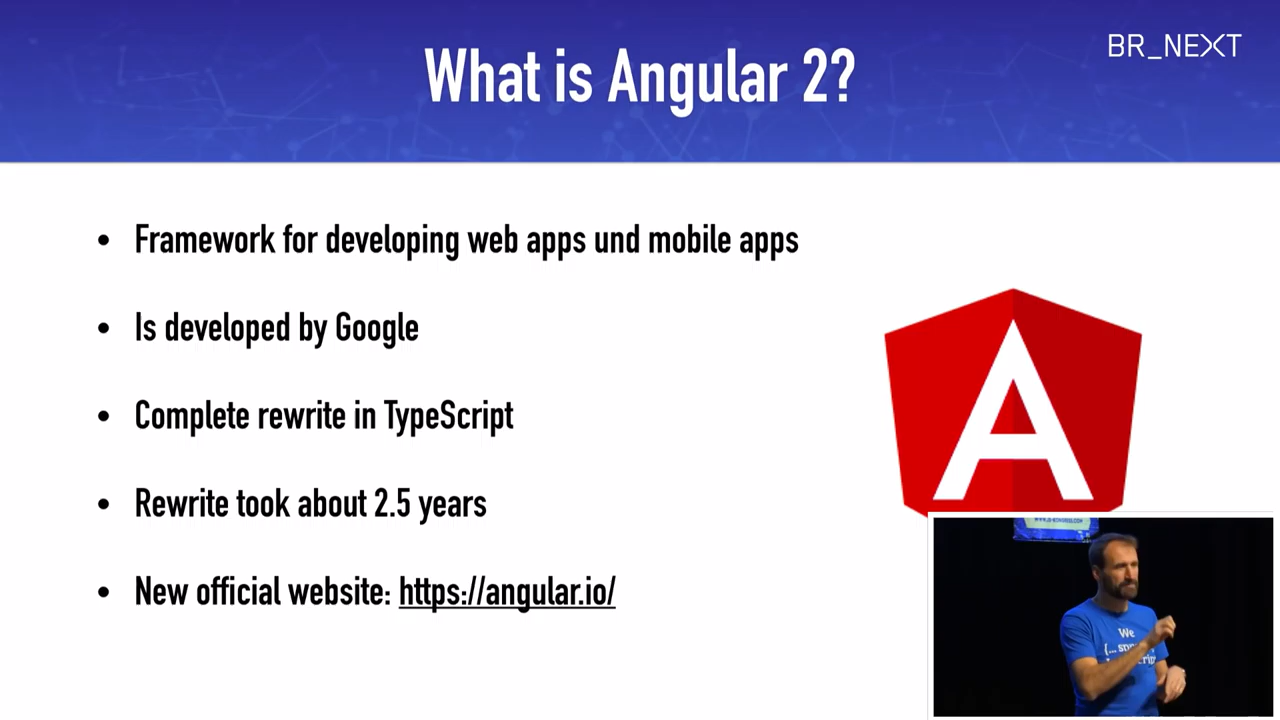 BR_NEXT
What is Angular 2?
• Framework for developing web apps und mobile apps
• Is developed by Google
• Complete rewrite in TypeScript
• Rewrite took about 2.5 years
• New official website: https://angular.io/
A
We
{...